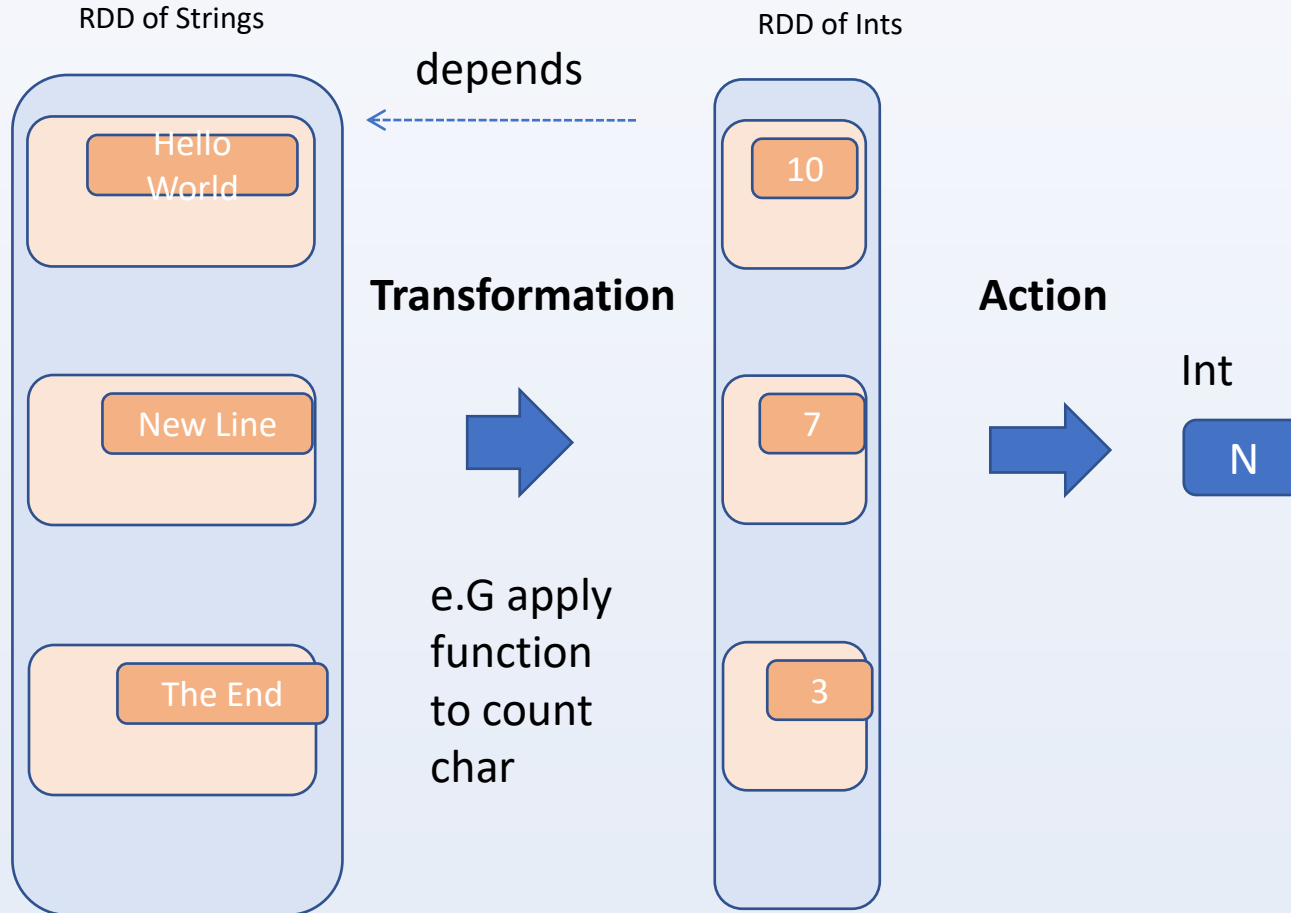 RDD of Strings
RDD of Ints
depends
Hello
World
10
Transformation
Action
Int
New Line
7
N
e.G apply
function
to count
char
The End
3